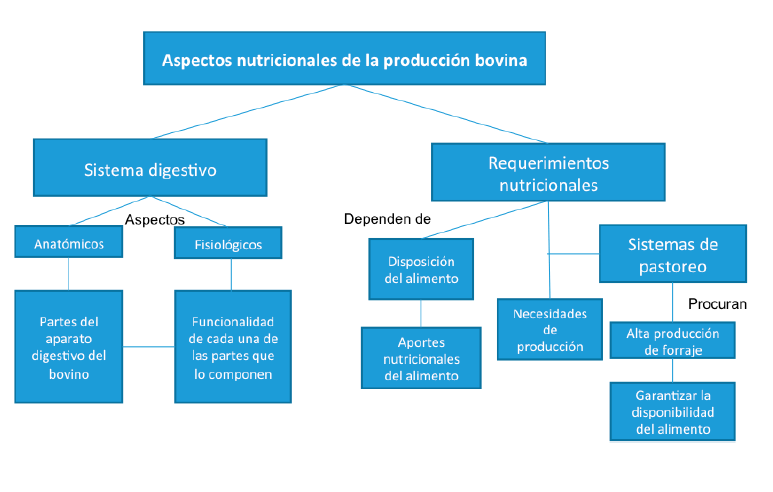 Aspectos nutricionales de la producción bovina
Sistema digestivo
Requerimientos
nutricionales
Aspectos
Dependen de
Anatómicos
Fisiológicos
Disposición
del alimento
Sistemas de
pastoreo
Partes del
aparato
digestivo del
bovino
Funcionalidad
de cada una de
las partes que
lo componen
Aportes
nutricionales
del alimento
Necesidades
de
producción
Procuran
Alta producción
de forraje
Garantizar la
disponibilidad
del alimento